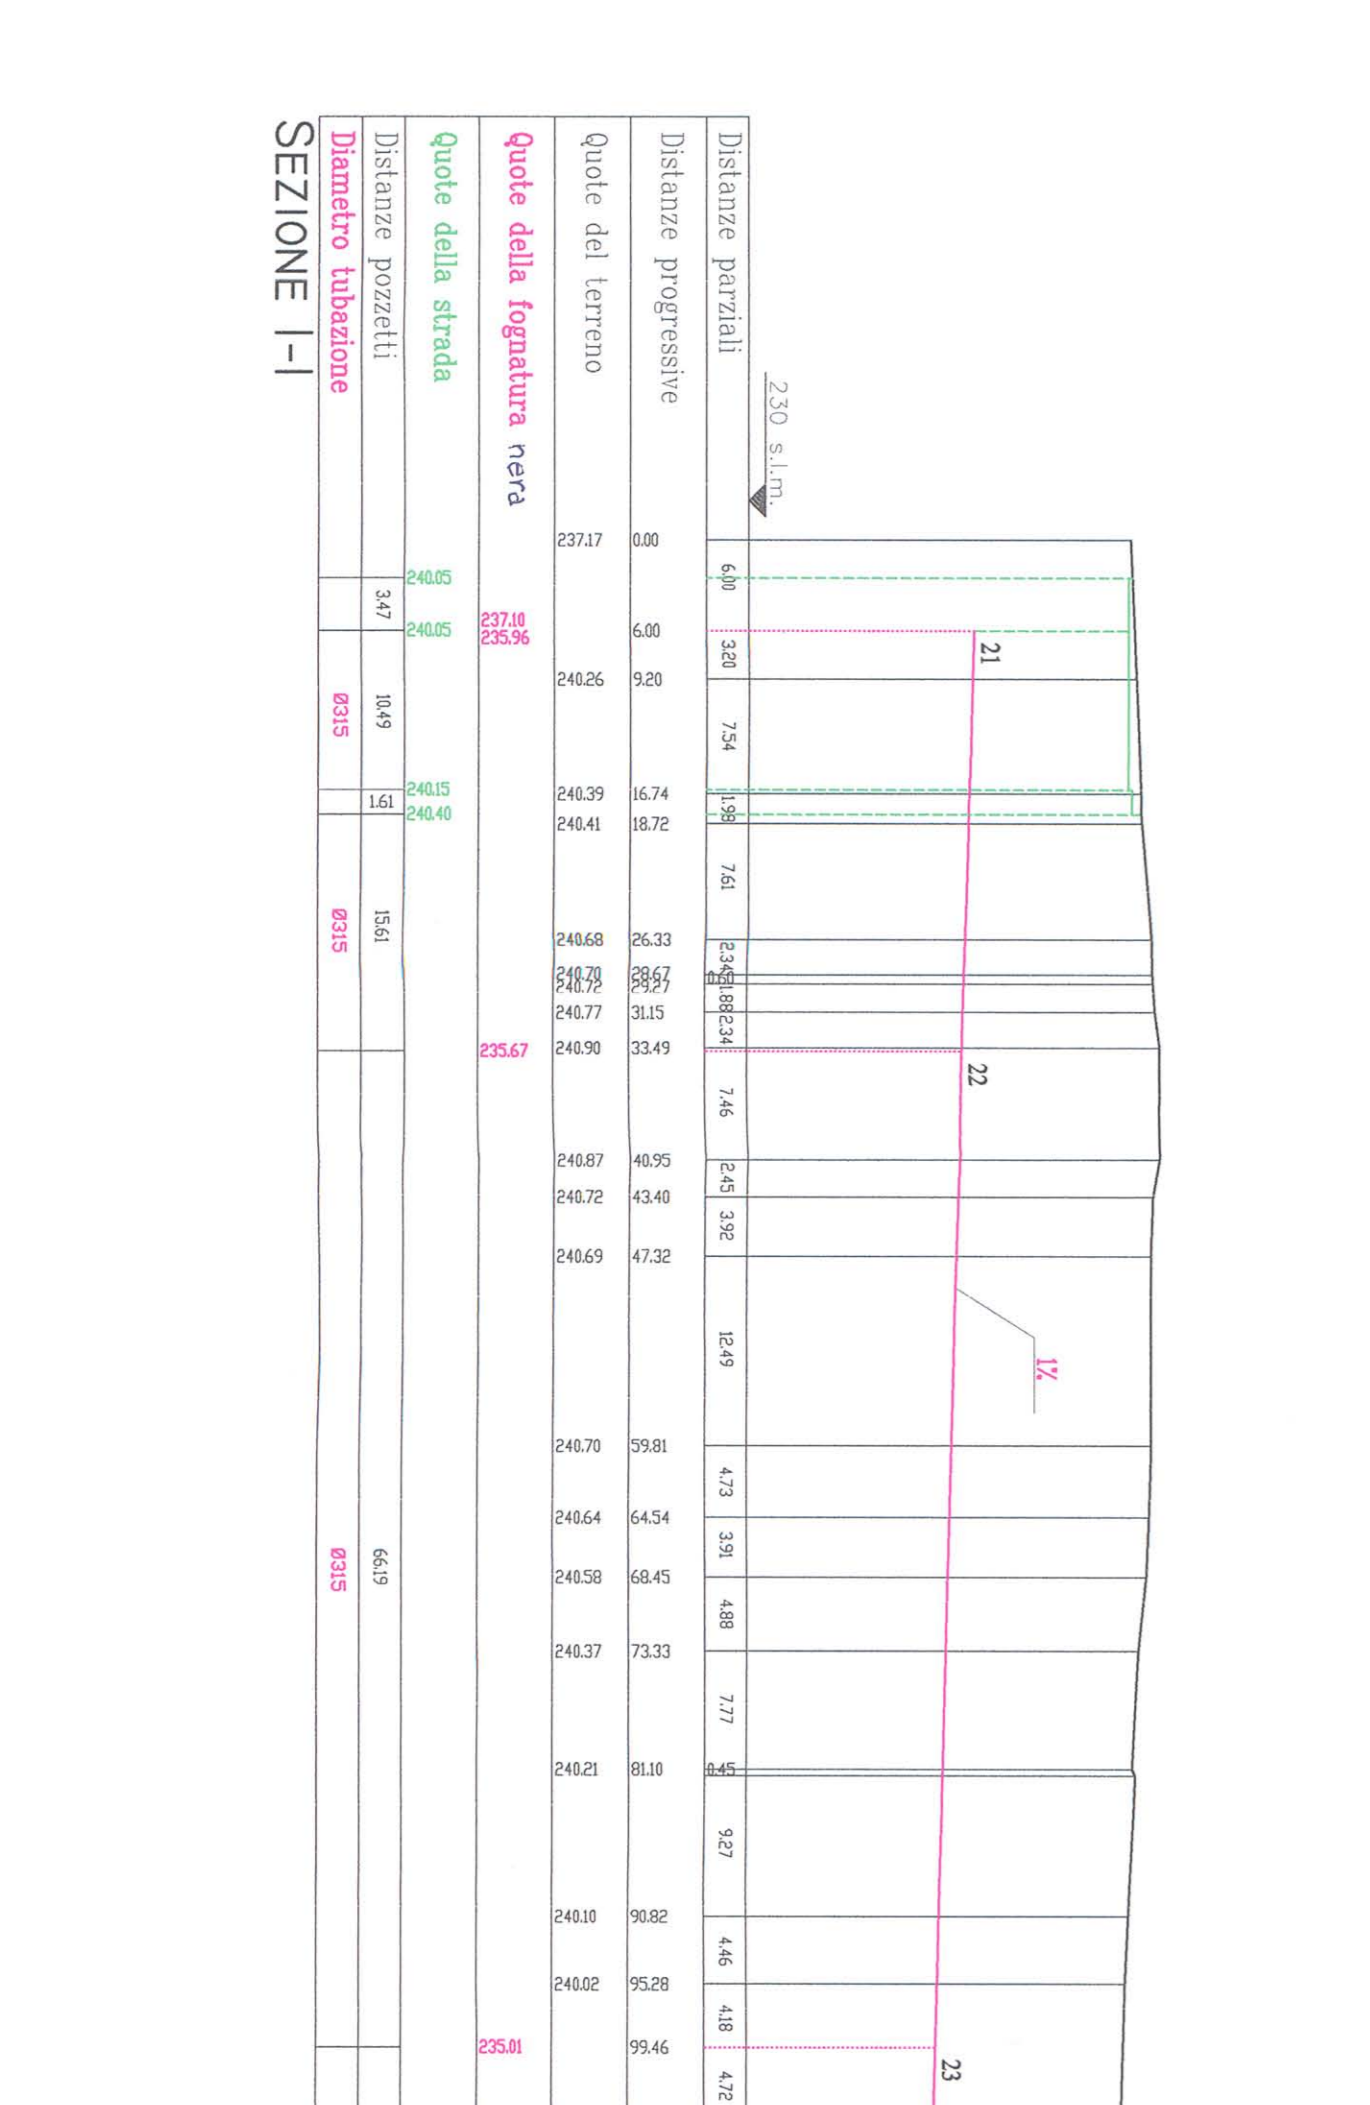 230 s.l.m.
21
22
23
1%
Distanze parziali
6.00 3.20 7.54 1.98 7.61 2.34 1.88 2.34 7.46 2.45 3.92 12.49 4.73 3.91 4.88 7.77 0.45 9.27 4.46 4.18 4.72
Distanze progressive
0.00 6.00 9.20 16.74 18.72 26.33 28.67 29.27 31.15 33.49 40.95 43.40 47.32 59.81 64.54 68.45 73.33 81.10 90.82 95.28 99.46
Quote del terreno
237.17 240.26 240.39 240.41 240.68 240.70 240.72 240.77 240.90 240.87 240.72 240.69 240.70 240.64 240.58 240.37 240.21 240.10 240.02
Quote della fognatura nera
237.10
235.96 235.67 235.01
Quote della strada
240.05 240.05 240.15 240.40
Distanze pozzetti
3.47 10.49 1.61 15.61 66.19
Diametro tubazione
Ø315 Ø315 Ø315
SEZIONE I-I